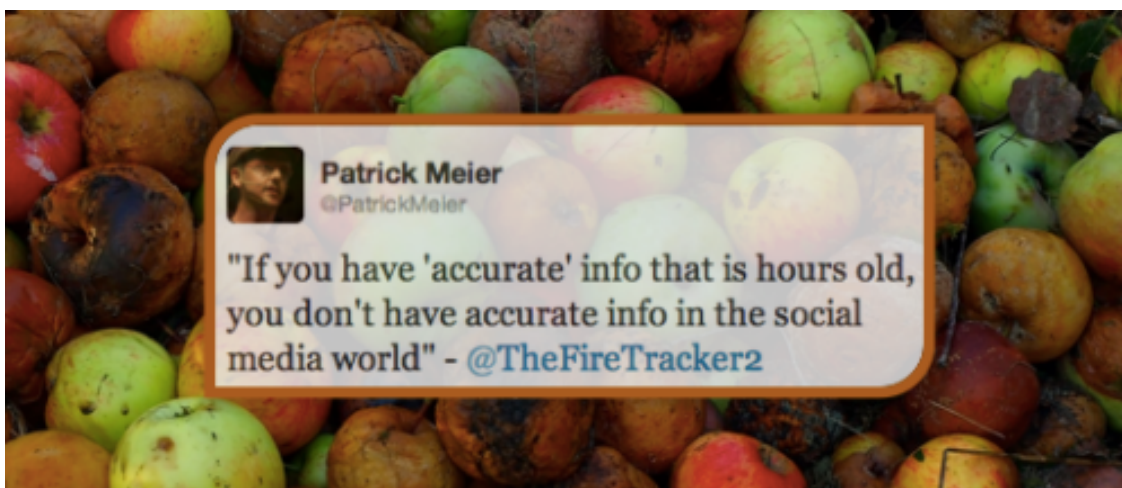 Patrick Meier
@PatrickMeier
"If you have 'accurate' info that is hours old,
you don't have accurate info in the social
media world" - @TheFireTracker2